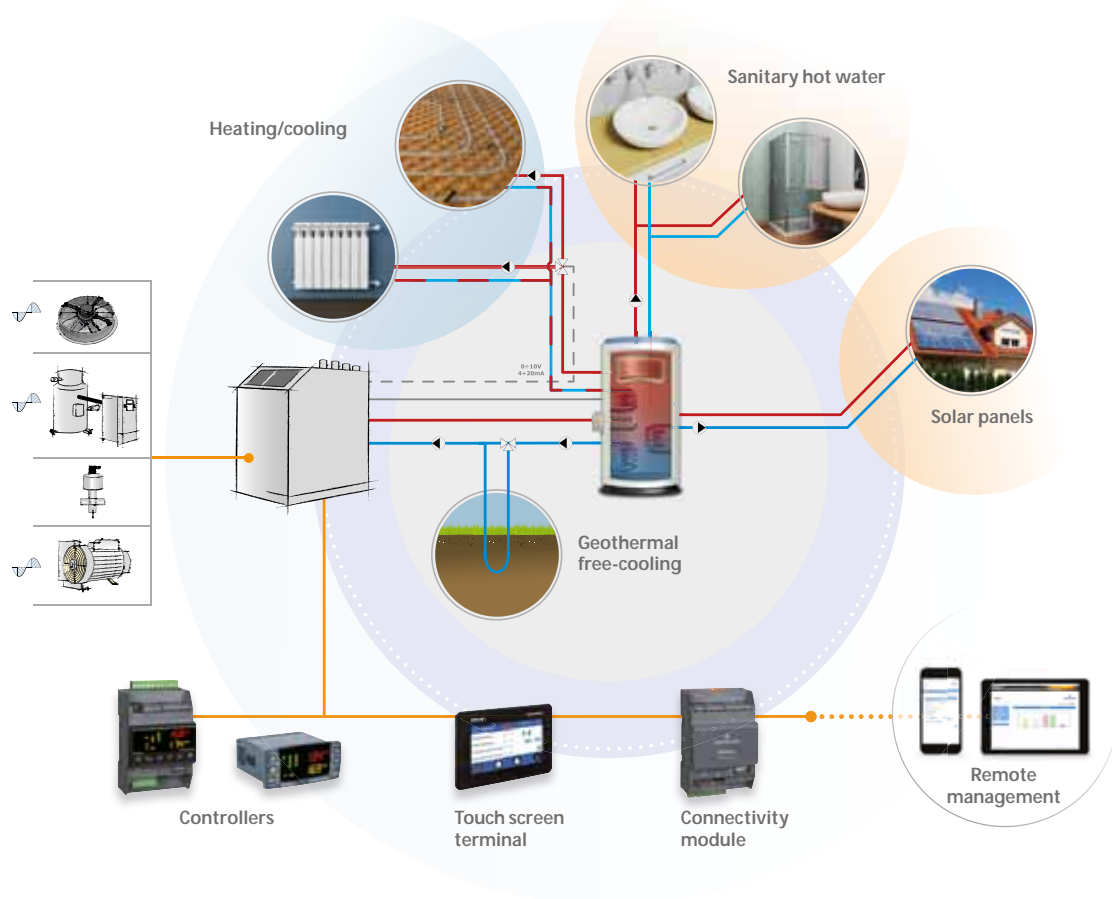 Sanitary hot water
Heating/cooling
0÷10V
4÷20mA
Solar panels
Geothermal
free-cooling
Controllers
Touch screen
terminal
Connectivity
module
Remote
management